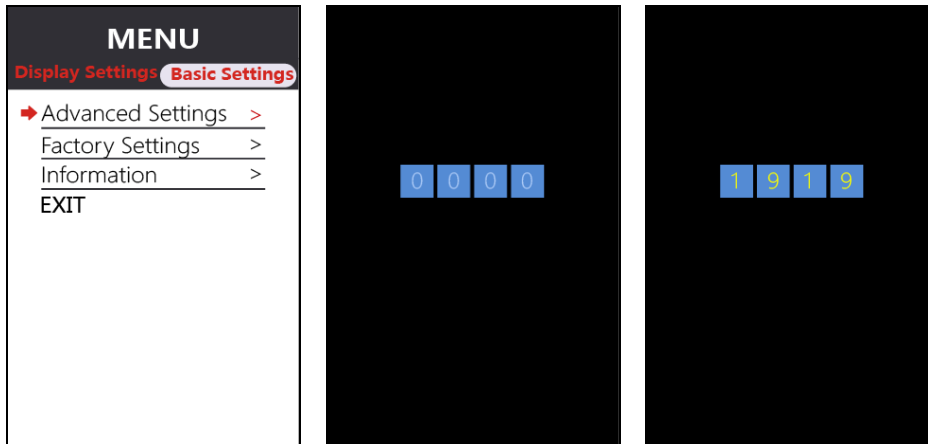 MENU
Display Settings Basic Settings
Advanced Settings >
Factory Settings >
Information >
EXIT
0 0 0 0
1 9 1 9